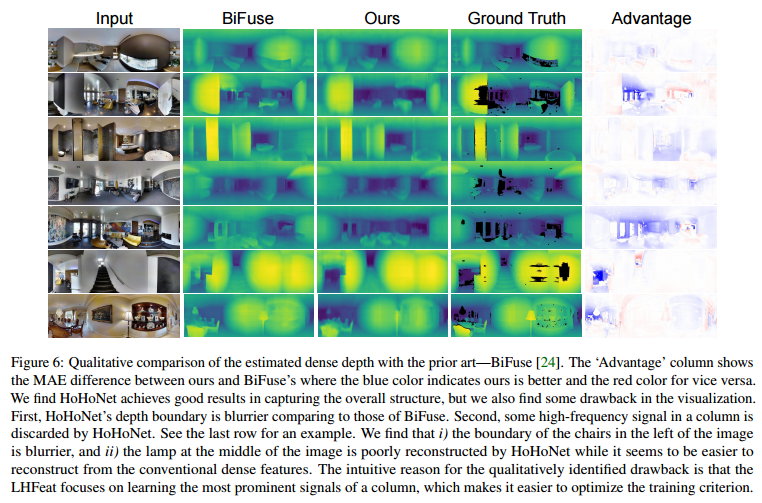 Input BiFuse Ours Ground Truth Advantage
Figure 6: Qualitative comparison of the estimated dense depth with the prior art—BiFuse [24]. The ‘Advantage’ column shows
the MAE difference between ours and BiFuse’s where the blue color indicates ours is better and the red color for vice versa.
We find HoHoNet achieves good results in capturing the overall structure, but we also find some drawback in the visualization.
First, HoHoNet’s depth boundary is blurrier comparing to those of BiFuse. Second, some high-frequency signal in a column is
discarded by HoHoNet. See the last row for an example. We find that i) the boundary of the chairs in the left of the image
is blurrier, and ii) the lamp at the middle of the image is poorly reconstructed by HoHoNet while it seems to be easier to
reconstruct from the conventional dense features. The intuitive reason for the qualitatively identified drawback is that the
LHFeat focuses on learning the most prominent signals of a column, which makes it easier to optimize the training criterion.